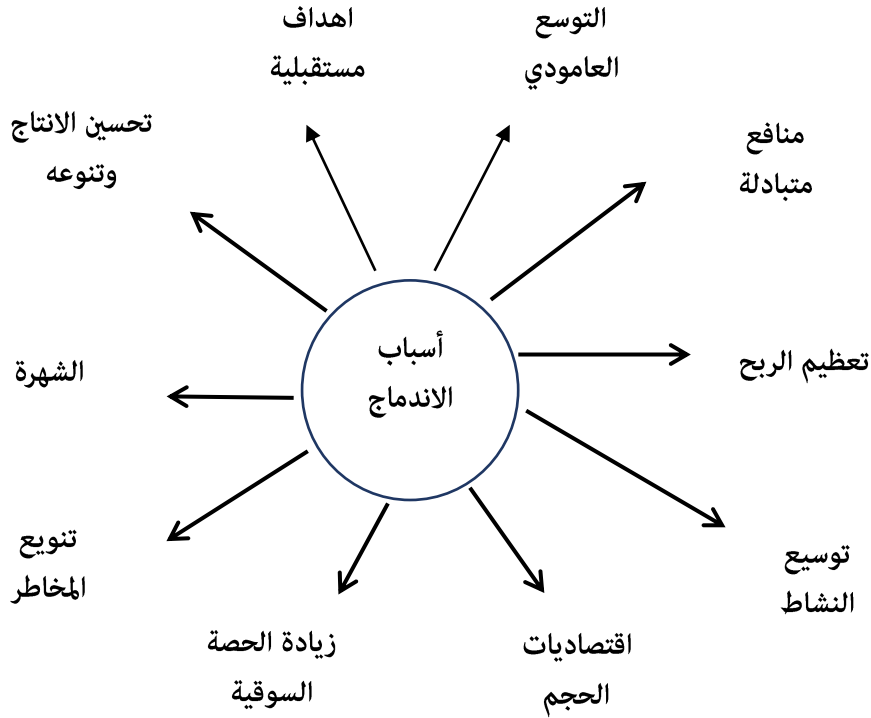 التوسع
العامودي
اهداف
مستقبلية
منافع
متبادلة
تحسين الانتاج
وتنوعه
أسباب
الاندماج
تعظيم الربح
الشهرة
توسيع
النشاط
تنويع
المخاطر
اقتصاديات
الحجم
زيادة الحصة
السوقية